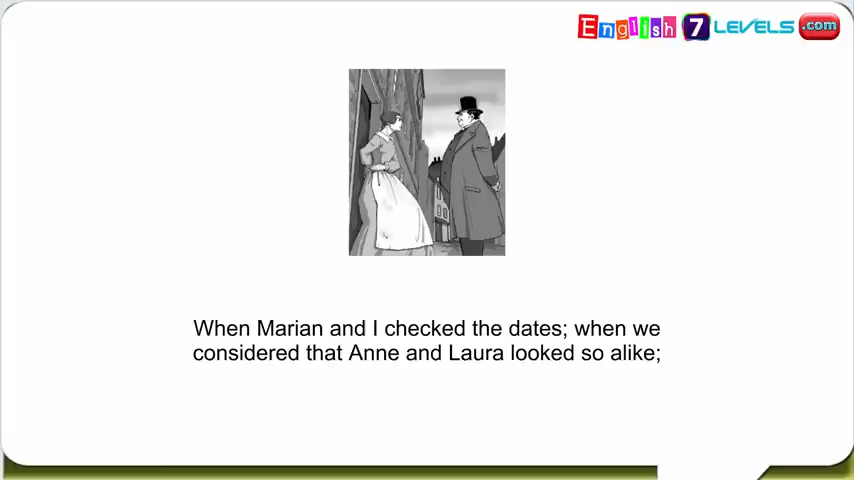 English 7 LEVELS .com
When Marian and I checked the dates; when we
considered that Anne and Laura looked so alike;